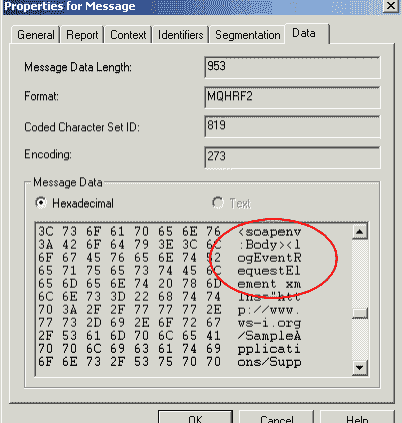 Properties for Message
General Report Context Identifiers Segmentation Data
Message Data Length: 953
Format: MQHRF2
Coded Character Set ID: 819
Encoding: 273
Message Data
Hexadecimal Text
3C 73 6F 61 70 65 6E 76 <soapenv
3A 42 6F 64 79 3E 3C 6C :Body><l
6F 67 45 76 65 6E 74 52 ogEventR
65 71 75 65 73 74 45 6C equestEl
65 6D 65 6E 74 20 78 6D ement xm
6C 6E 73 3D 22 68 74 74 lns="htt
70 3A 2F 2F 77 77 77 2E p://www.
77 73 2D 69 2E 6F 72 67 ws-i.org
2F 53 61 6D 70 6C 65 41 /SampleA
70 70 6C 69 63 61 74 69 pplicati
6F 6E 73 2F 53 75 70 70 ons/Supp
OK Cancel Help